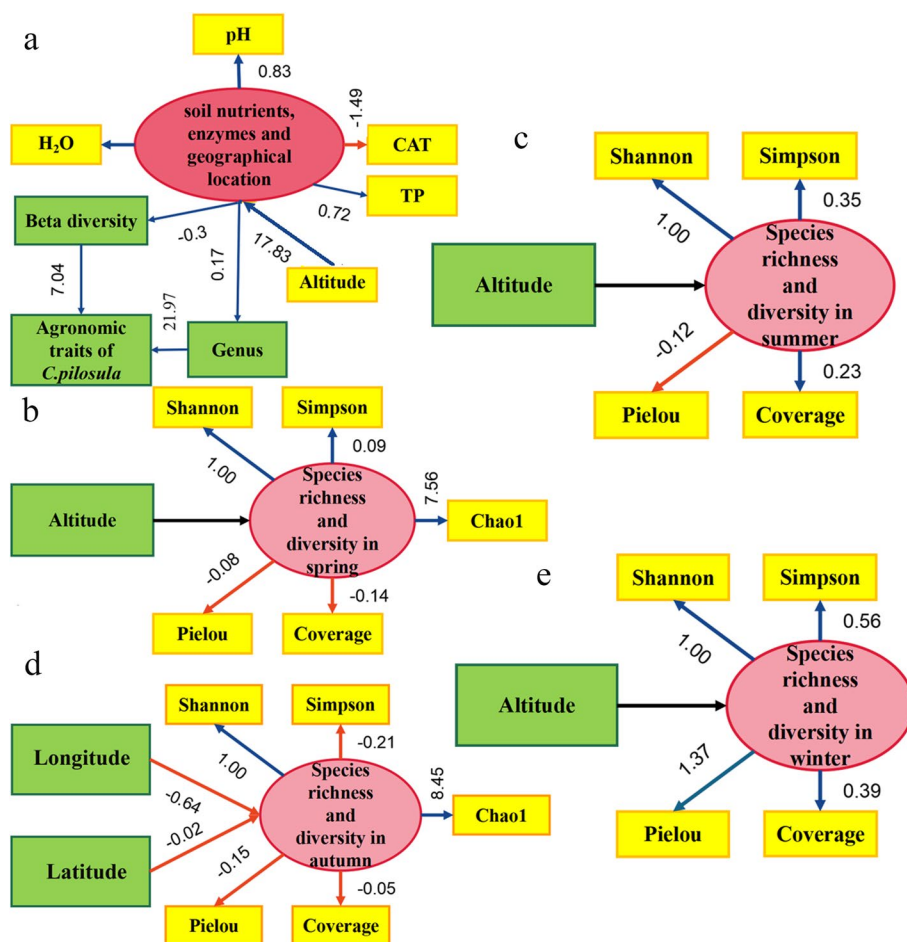 a
pH
0.83
soil nutrients,
enzymes and
geographical
location
-1.49
H₂O
CAT
TP
0.72
Beta diversity
-0.3
0.17
17.83
Altitude
7.04
21.97
Agronomic
traits of
C.pilosula
Genus
b
Shannon
Simpson
1.00
0.09
Altitude
Species
richness
and
diversity in
spring
7.56
Chao1
-0.08
-0.14
Pielou
Coverage
c
Shannon
Simpson
1.00
0.35
Altitude
Species
richness
and
diversity in
summer
-0.12
0.23
Pielou
Coverage
d
Shannon
Simpson
1.00
-0.21
Longitude
-0.64
Species
richness
and
diversity in
autumn
8.45
Chao1
Latitude
-0.02
-0.15
-0.05
Pielou
Coverage
e
Shannon
Simpson
1.00
0.56
Altitude
Species
richness
and
diversity in
winter
1.37
0.39
Pielou
Coverage